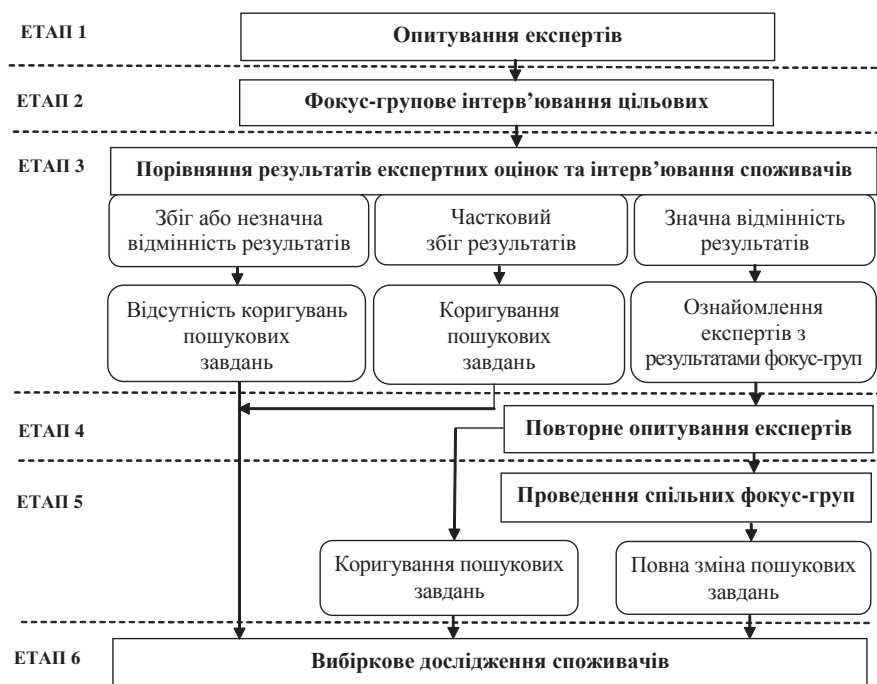 ЕТАП 1
Опитування експертів
ЕТАП 2
Фокус-групове інтерв’ювання цільових
ЕТАП 3
Порівняння результатів експертних оцінок та інтерв’ювання споживачів
Збіг або незначна
відмінність результатів
Частковий
збіг результатів
Значна відмінність
результатів
Відсутність коригувань
пошукових
завдань
Коригування
пошукових
завдань
Ознайомлення
експертів з
результатами фокус-груп
ЕТАП 4
Повторне опитування експертів
ЕТАП 5
Проведення спільних фокус-груп
Коригування пошукових
завдань
Повна зміна пошукових
завдань
ЕТАП 6
Вибіркове дослідження споживачів